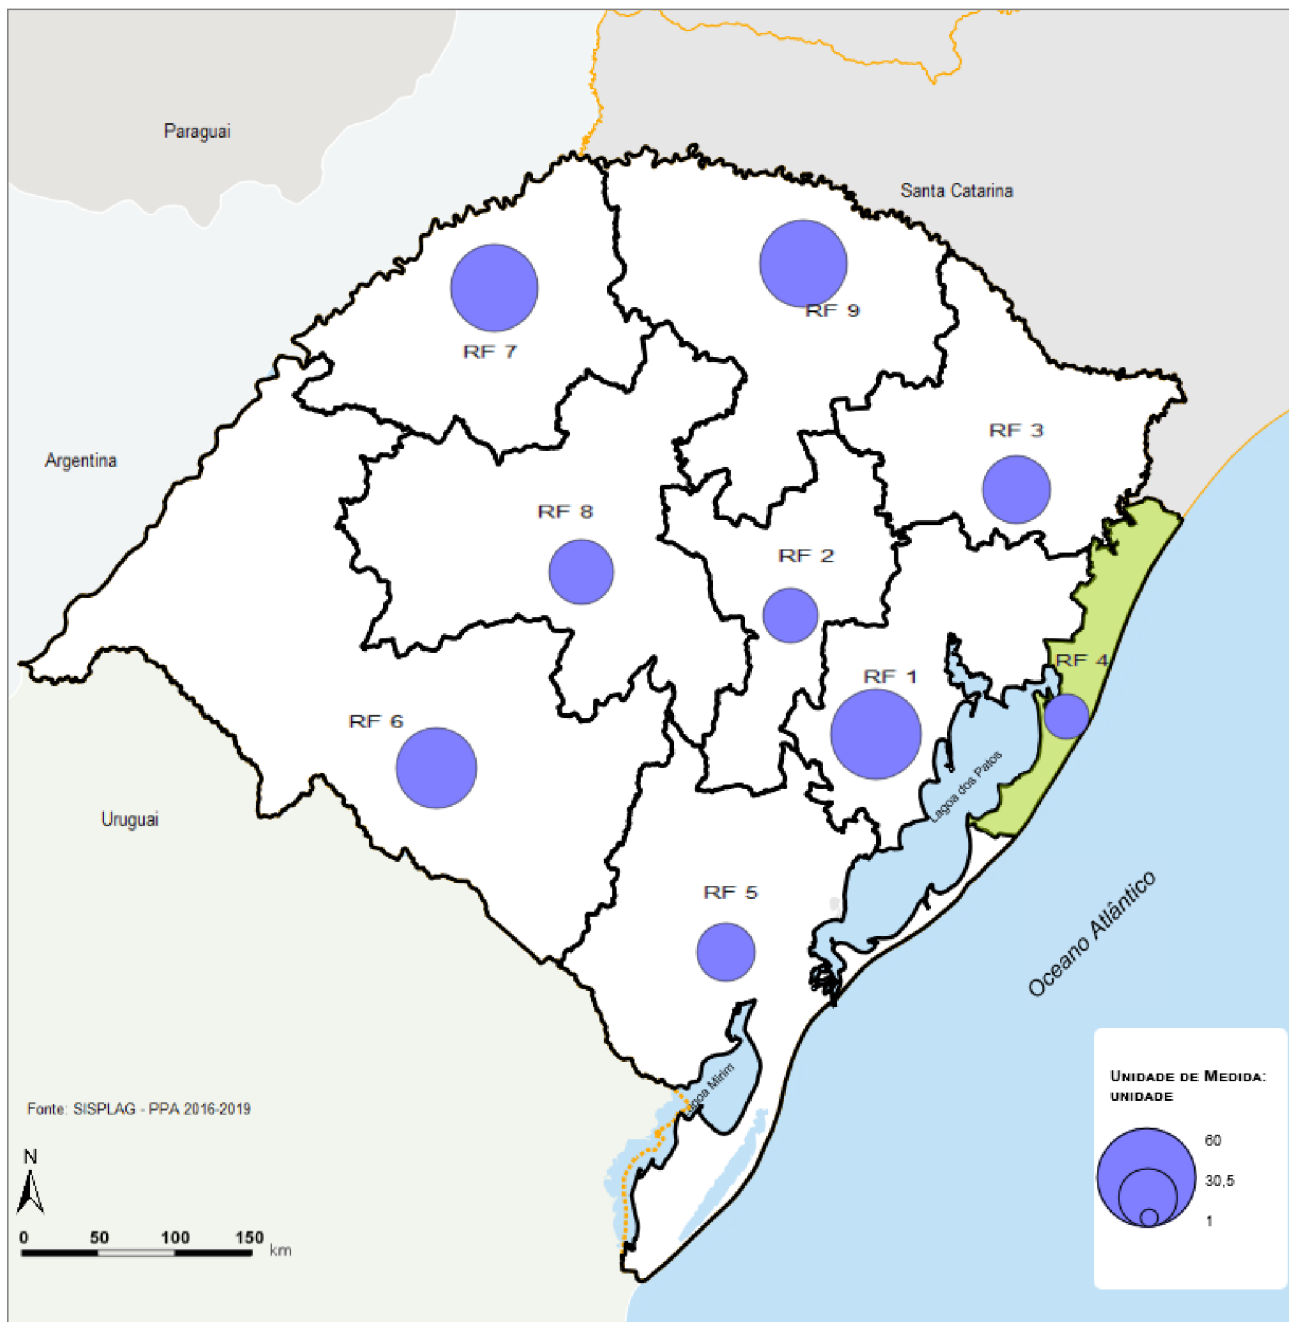 Paraguai
Santa Catarina
RF 9
RF 7
RF 3
Argentina
RF 8
RF 2
RF 4
RF 1
RF 6
Lagoa dos Patos
Uruguai
RF 5
Oceano Atlântico
UNIDADE DE MEDIDA:
UNIDADE
60
30,5
1
agoa Mirim
Fonte: SISPLAG - PPA 2016-2019
N
0 50 100 150
km